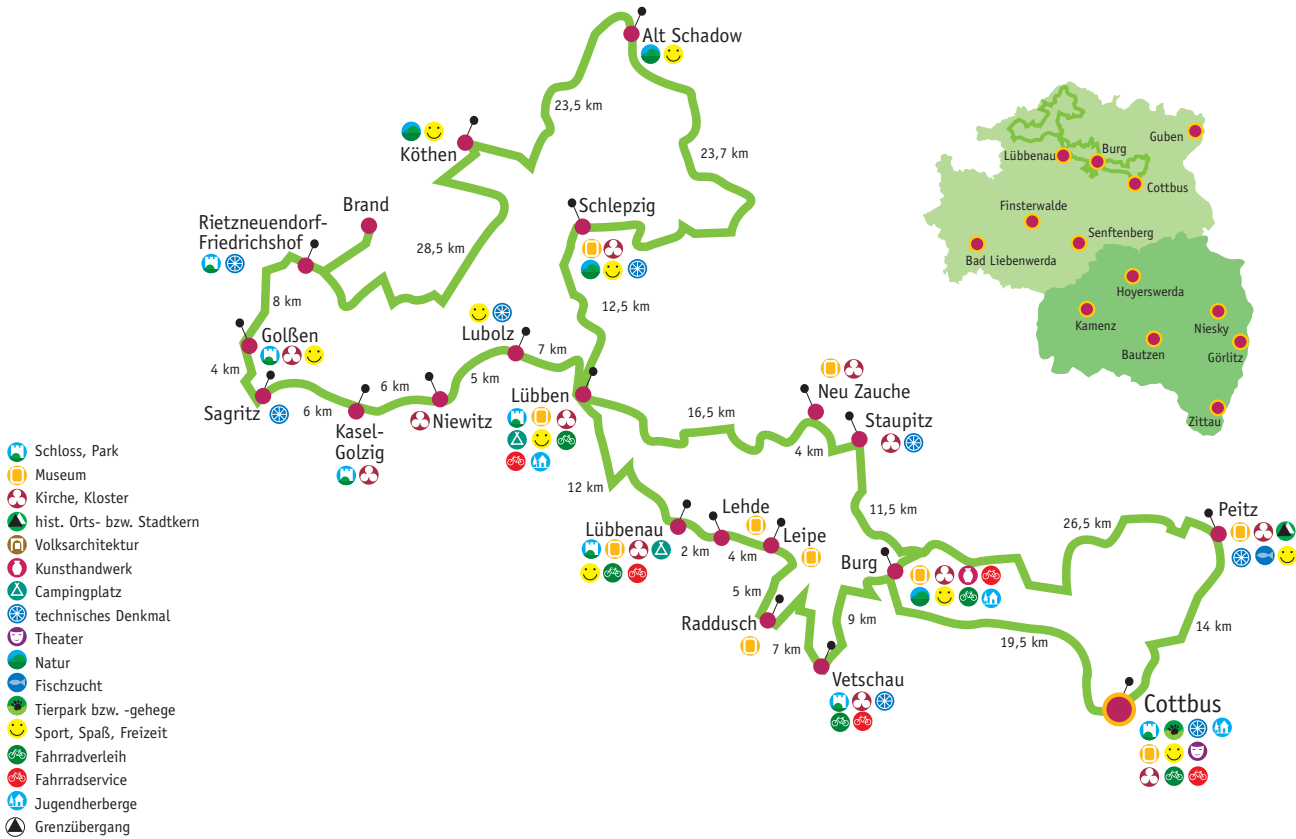 Alt Schadow
23,5 km
Köthen
23,7 km
Brand
Schlepzig
Rietzneuendorf-
Friedrichshof
28,5 km
8 km
12,5 km
Golßen
Lubolz
7 km
4 km
5 km
6 km
Sagritz
6 km
Kasel-
Golzig
Niewitz
Lübben
16,5 km
Neu Zauche
Staupitz
4 km
12 km
11,5 km
Lübbenau
2 km
Lehde
4 km
Leipe
5 km
Raddusch
7 km
Vetschau
9 km
Burg
26,5 km
Peitz
14 km
19,5 km
Cottbus
Guben
Lübbenau
Burg
Cottbus
Finsterwalde
Senftenberg
Bad Liebenwerda
Hoyerswerda
Kamenz
Niesky
Bautzen
Görlitz
Zittau
Schloss, Park
Museum
Kirche, Kloster
hist. Orts- bzw. Stadtkern
Volksarchitektur
Kunsthandwerk
Campingplatz
technisches Denkmal
Theater
Natur
Fischzucht
Tierpark bzw. -gehege
Sport, Spaß, Freizeit
Fahrradverleih
Fahrradservice
Jugendherberge
Grenzübergang